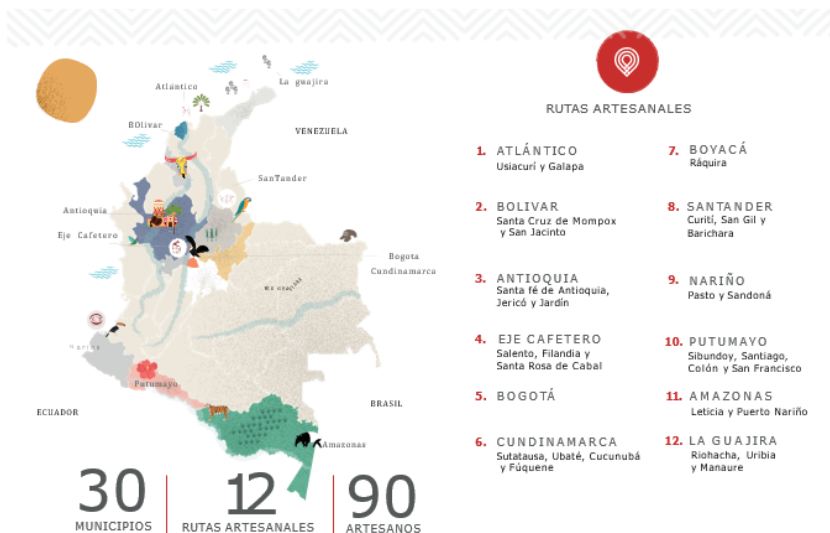 Atlantico
La guajira
BOlivar
VENEZUELA
SanTander
Antioquia
Eje Cafetero
Bogota
Cundinamarca
Nariño
Putumayo
ECUADOR
BRASIL
Amazonas
30
MUNICIPIOS
12
RUTAS ARTESANALES
90
ARTESANOS
RUTAS ARTESANALES
1. ATLÁNTICO
Usiacurí y Galapa
2. BOLIVAR
Santa Cruz de Mompox
y San Jacinto
3. ANTIOQUIA
Santa fé de Antioquia,
Jericó y Jardín
4. EJE CAFETERO
Salento, Filandia y
Santa Rosa de Cabal
5. BOGOTÁ
6. CUNDINAMARCA
Sutatausa, Ubaté, Cucunubá
y Fúquene
7. BOYACÁ
Ráquira
8. SANTANDER
Curití, San Gil y
Barichara
9. NARIÑO
Pasto y Sandoná
10. PUTUMAYO
Sibundoy, Santiago,
Colón y San Francisco
11. AMAZONAS
Leticia y Puerto Nariño
12. LA GUAJIRA
Riohacha, Uribia
y Manaure